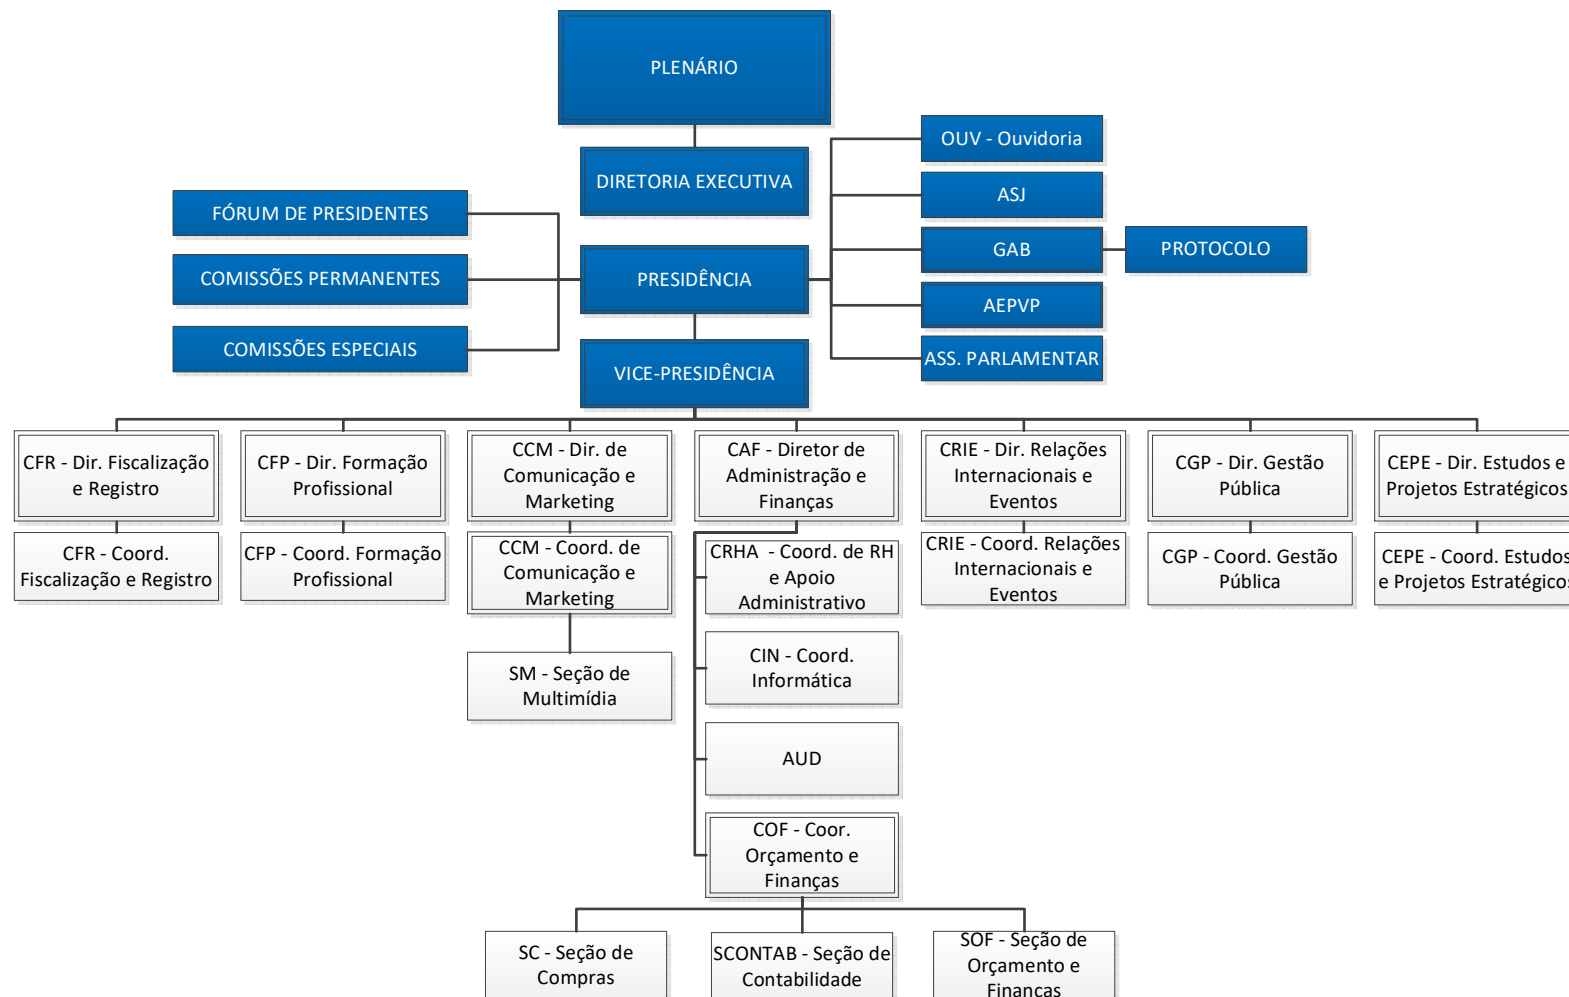 PLENÁRIO
DIRETORIA EXECUTIVA
OUV - Ouvidoria
ASJ
FÓRUM DE PRESIDENTES
GAB
PROTOCOLO
COMISSÕES PERMANENTES
PRESIDÊNCIA
AEPVP
COMISSÕES ESPECIAIS
VICE-PRESIDÊNCIA
ASS. PARLAMENTAR
CFR - Dir. Fiscalização
e Registro
CFP - Dir. Formação
Profissional
CCM - Dir. de
Comunicação e
Marketing
CAF - Diretor de
Administração e
Finanças
CRIE - Dir. Relações
Internacionais e
Eventos
CGP - Dir. Gestão
Pública
CEPE - Dir. Estudos e
Projetos Estratégicos
CFR - Coord.
Fiscalização e Registro
CFP - Coord. Formação
Profissional
CCM - Coord. de
Comunicação e
Marketing
CRHA - Coord. de RH
e Apoio
Administrativo
CRIE - Coord. Relações
Internacionais e
Eventos
CGP - Coord. Gestão
Pública
CEPE - Coord. Estudos
e Projetos Estratégicos
SM - Seção de
Multimídia
CIN - Coord.
Informática
AUD
COF - Coor.
Orçamento e
Finanças
SC - Seção de
Compras
SCONTAB - Seção de
Contabilidade
SOF - Seção de
Orçamento e
Finanças